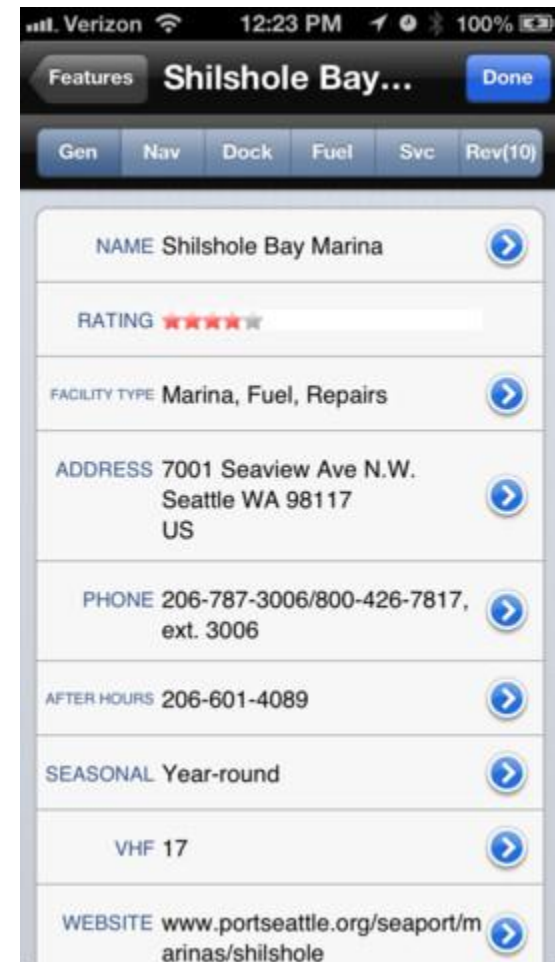 Verizon 12:23 PM 100%
Features Shilshole Bay... Done
Gen Nav Dock Fuel Svc Rev(10)
NAME Shilshole Bay Marina
RATING
FACILITY TYPE Marina, Fuel, Repairs
ADDRESS 7001 Seaview Ave N.W.
Seattle WA 98117
US
PHONE 206-787-3006/800-426-7817,
ext. 3006
AFTER HOURS 206-601-4089
SEASONAL Year-round
VHF 17
WEBSITE www.portseattle.org/seaport/m
arinas/shilshole